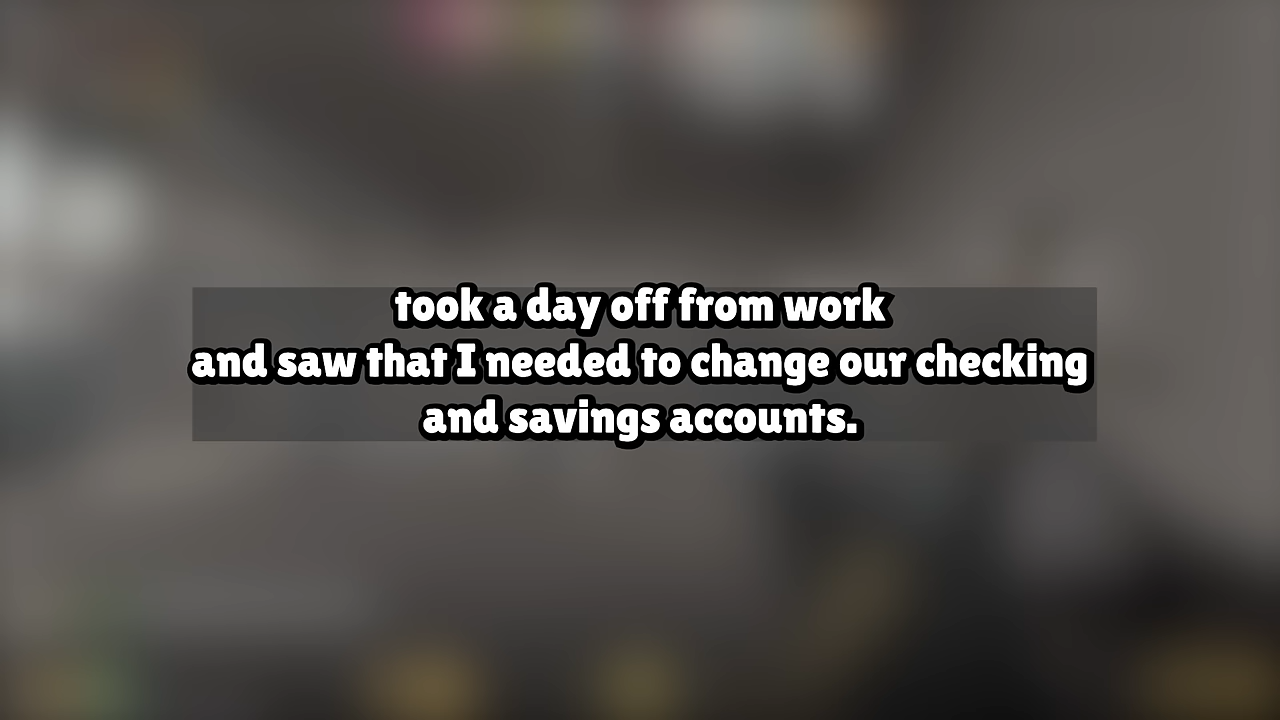 took a day off from work
and saw that I needed to change our checking
and savings accounts.